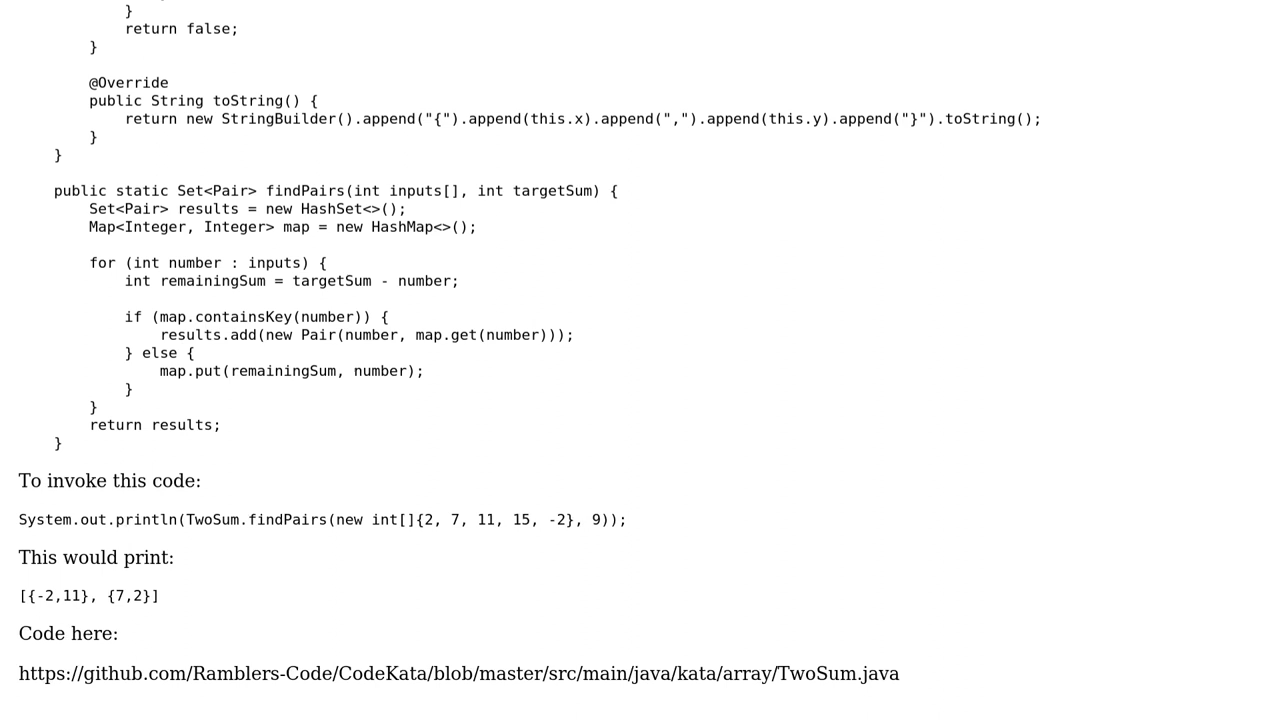 }
            return false;
        }

        @Override
        public String toString() {
            return new StringBuilder().append("{").append(this.x).append(",").append(this.y).append("}").toString();
        }
    }

    public static Set<Pair> findPairs(int inputs[], int targetSum) {
        Set<Pair> results = new HashSet<>();
        Map<Integer, Integer> map = new HashMap<>();

        for (int number : inputs) {
            int remainingSum = targetSum - number;

            if (map.containsKey(number)) {
                results.add(new Pair(number, map.get(number)));
            } else {
                map.put(remainingSum, number);
            }
        }
        return results;
    }
To invoke this code:
System.out.println(TwoSum.findPairs(new int[]{2, 7, 11, 15, -2}, 9));
This would print:
[{-2,11}, {7,2}]
Code here:
https://github.com/Ramblers-Code/CodeKata/blob/master/src/main/java/kata/array/TwoSum.java